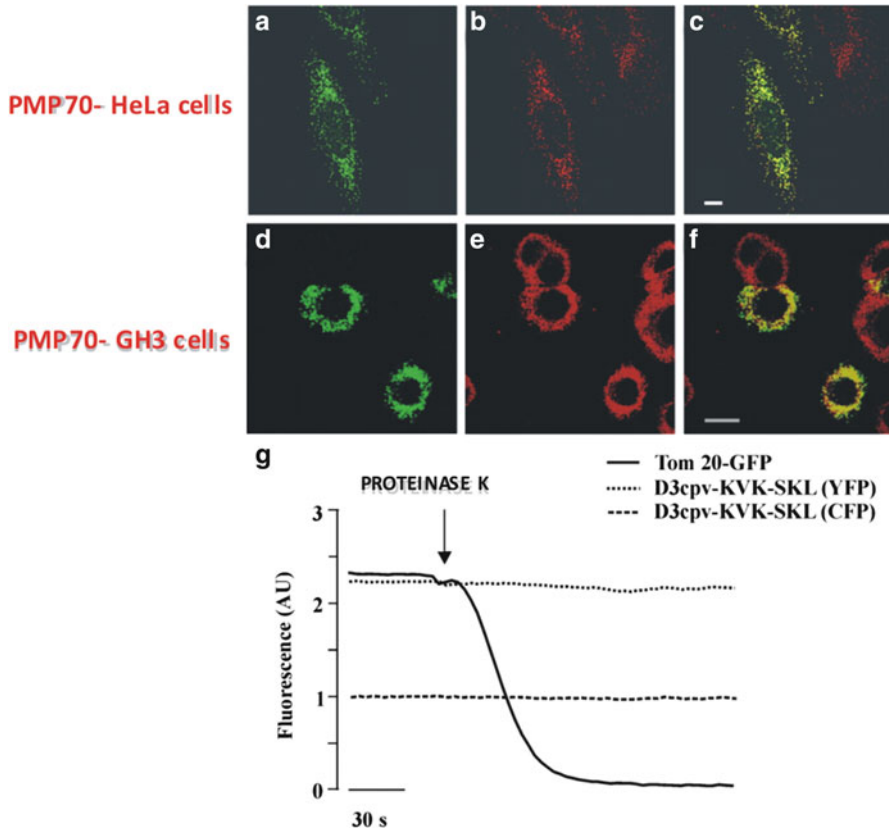 a
b
c
PMP70- HeLa cells
d
e
f
PMP70- GH3 cells
g
PROTEINASE K
Tom 20-GFP
D3cpv-KVK-SKL (YFP)
D3cpv-KVK-SKL (CFP)
Fluorescence (AU)
3
2
1
0
30 s